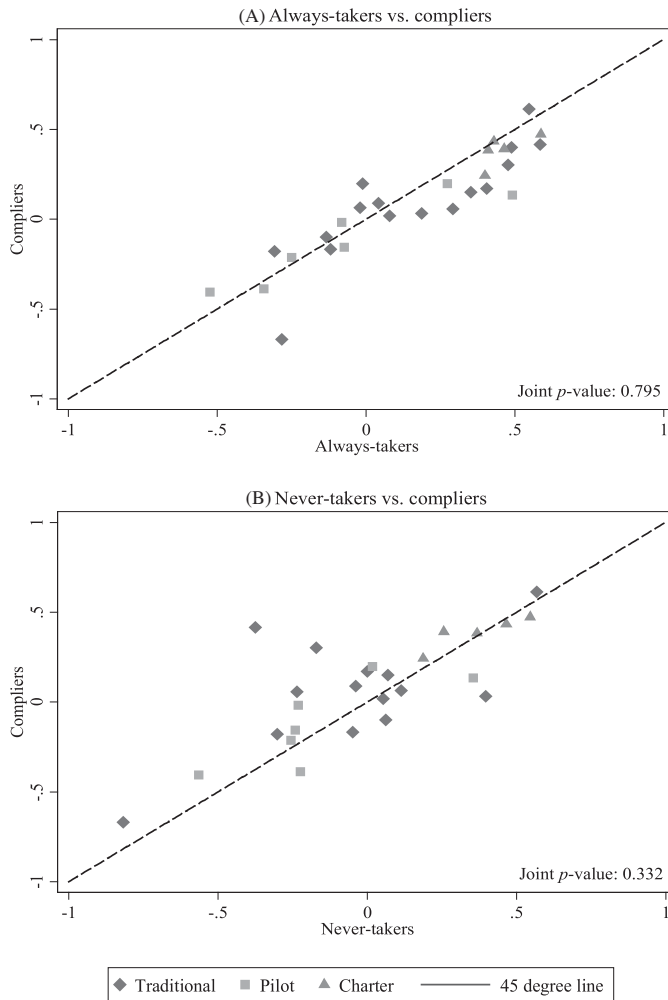 (A) Always-takers vs. compliers
1
.5
0
-.5
-1
Compliers
Joint p-value: 0.795
-1 -.5 0 .5 1
Always-takers
(B) Never-takers vs. compliers
1
.5
0
-.5
-1
Compliers
Joint p-value: 0.332
-1 -.5 0 .5 1
Never-takers
Traditional Pilot Charter 45 degree line